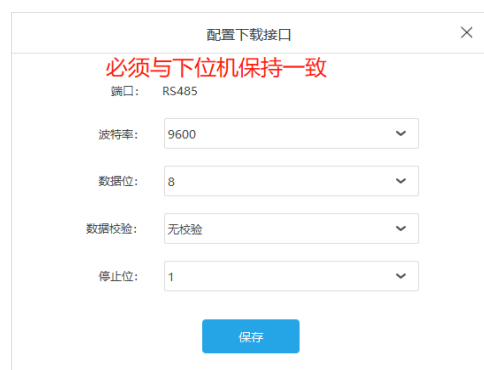 配置下载接口
必须与下位机保持一致
端口： RS485
波特率： 9600
数据位： 8
数据校验： 无校验
停止位： 1
保存